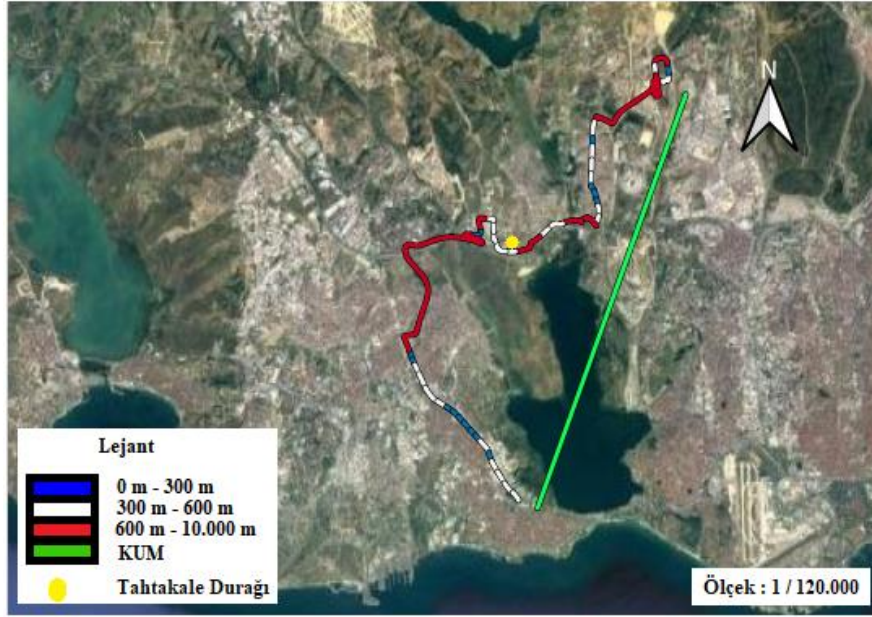 N
Lejant
0 m - 300 m
300 m - 600 m
600 m - 10.000 m
KUM
Tahtakale Durağı
Ölçek : 1 / 120.000